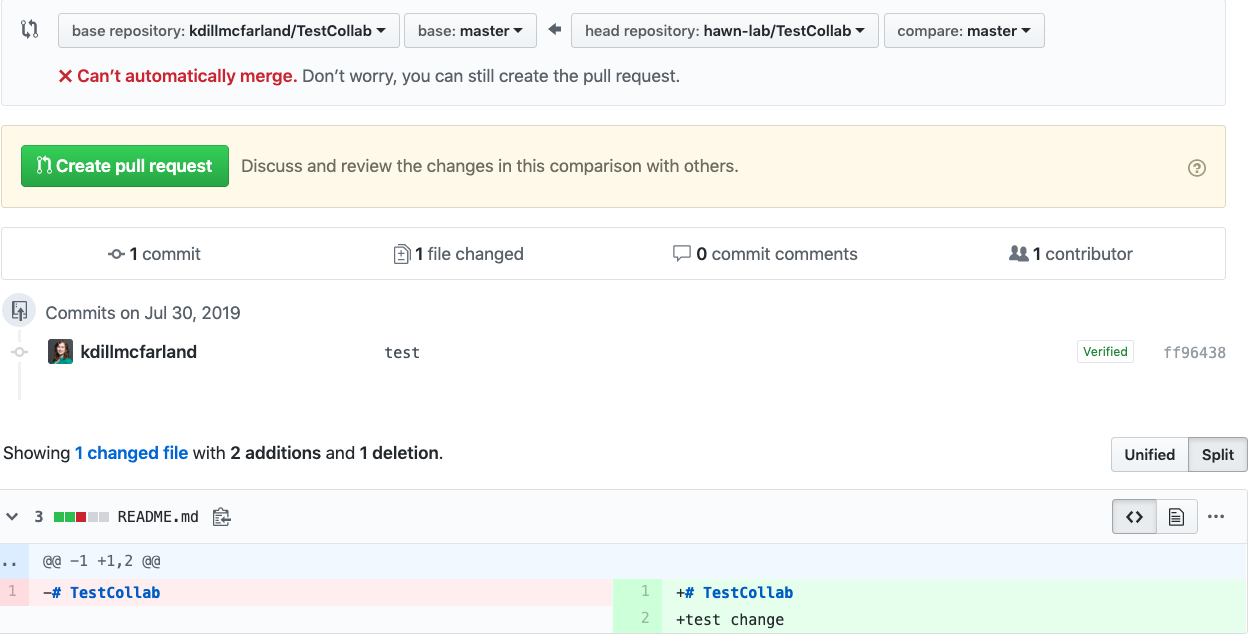 base repository: kdillmcfarland/TestCollab base: master head repository: hawn-lab/TestCollab compare: master
Can’t automatically merge. Don’t worry, you can still create the pull request.
Create pull request Discuss and review the changes in this comparison with others.
1 commit 1 file changed 0 commit comments 1 contributor
Commits on Jul 30, 2019
kdillmcfarland test Verified ff96438
Showing 1 changed file with 2 additions and 1 deletion. Unified Split
3 README.md
.. @@ -1 +1,2 @@
1 -# TestCollab 1 +# TestCollab
2 +test change